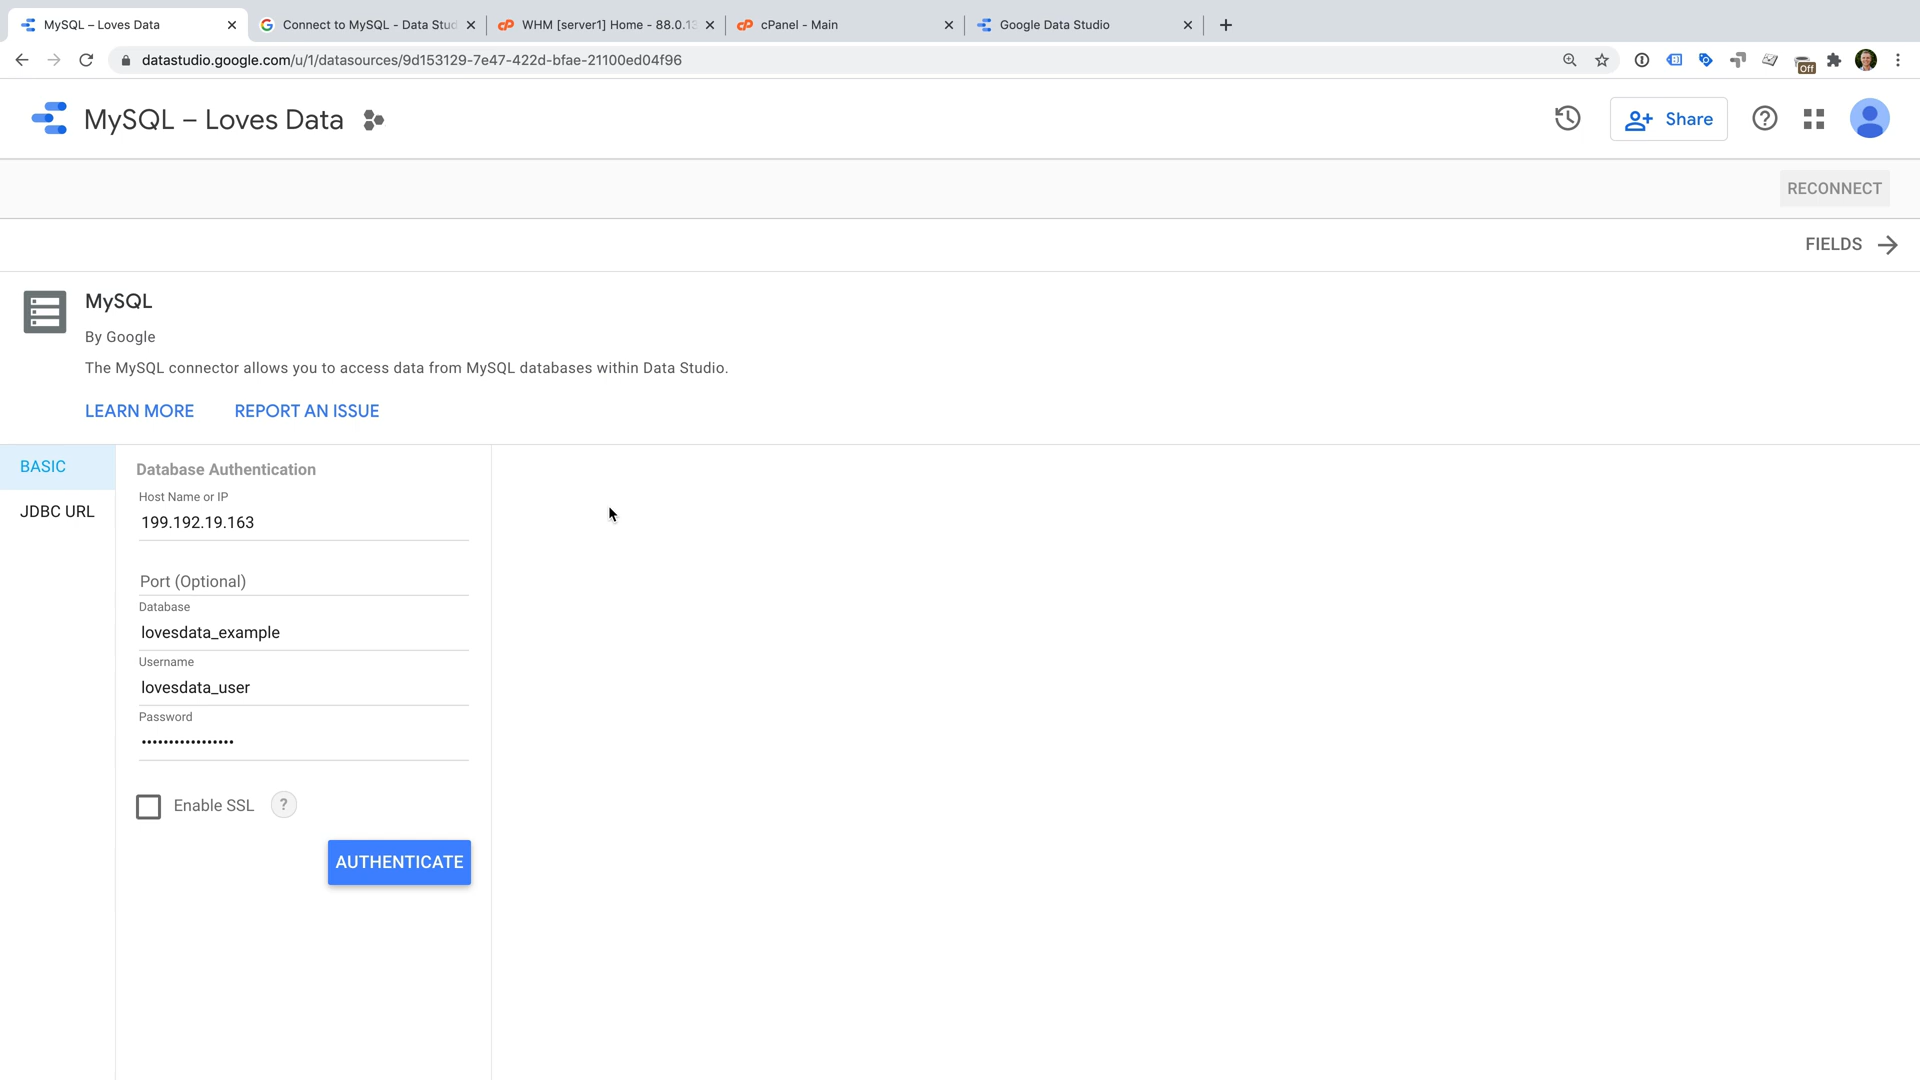 MySQL – Loves Data
Connect to MySQL - Data Stud
WHM [server1] Home - 88.0.13
cPanel - Main
Google Data Studio
datastudio.google.com/u/1/datasources/9d153129-7e47-422d-bfae-21100ed04f96
Off
MySQL – Loves Data
Share
RECONNECT
FIELDS
MySQL
By Google
The MySQL connector allows you to access data from MySQL databases within Data Studio.
LEARN MORE
REPORT AN ISSUE
BASIC
JDBC URL
Database Authentication
Host Name or IP
199.192.19.163
Port (Optional)
Database
lovesdata_example
Username
lovesdata_user
Password
•••••••••••••••••
Enable SSL
?
AUTHENTICATE